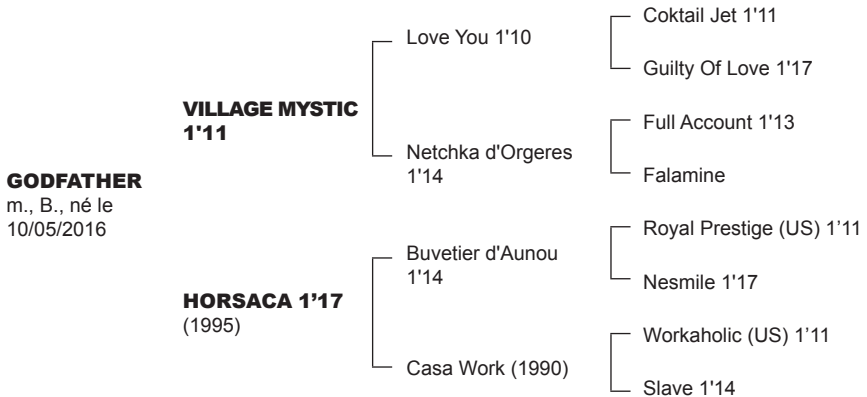 GODFATHER
m., B., né le
10/05/2016
VILLAGE MYSTIC
1'11
Love You 1'10
Coktail Jet 1'11
Guilty Of Love 1'17
Netchka d'Orgeres
1'14
Full Account 1'13
Falamine
HORSACA 1’17
(1995)
Buvetier d'Aunou
1'14
Royal Prestige (US) 1’11
Nesmile 1'17
Casa Work (1990)
Workaholic (US) 1’11
Slave 1'14